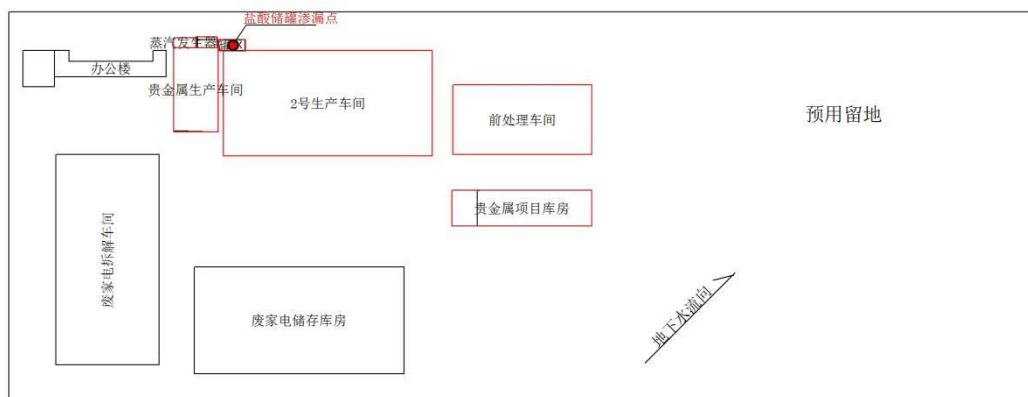 盐酸储罐渗漏点
蒸汽发生器
办公楼
贵金属生产车间
2号生产车间
前处理车间
预用留地
贵金属项目库房
废家电拆解车间
废家电储存库房
地下水流向